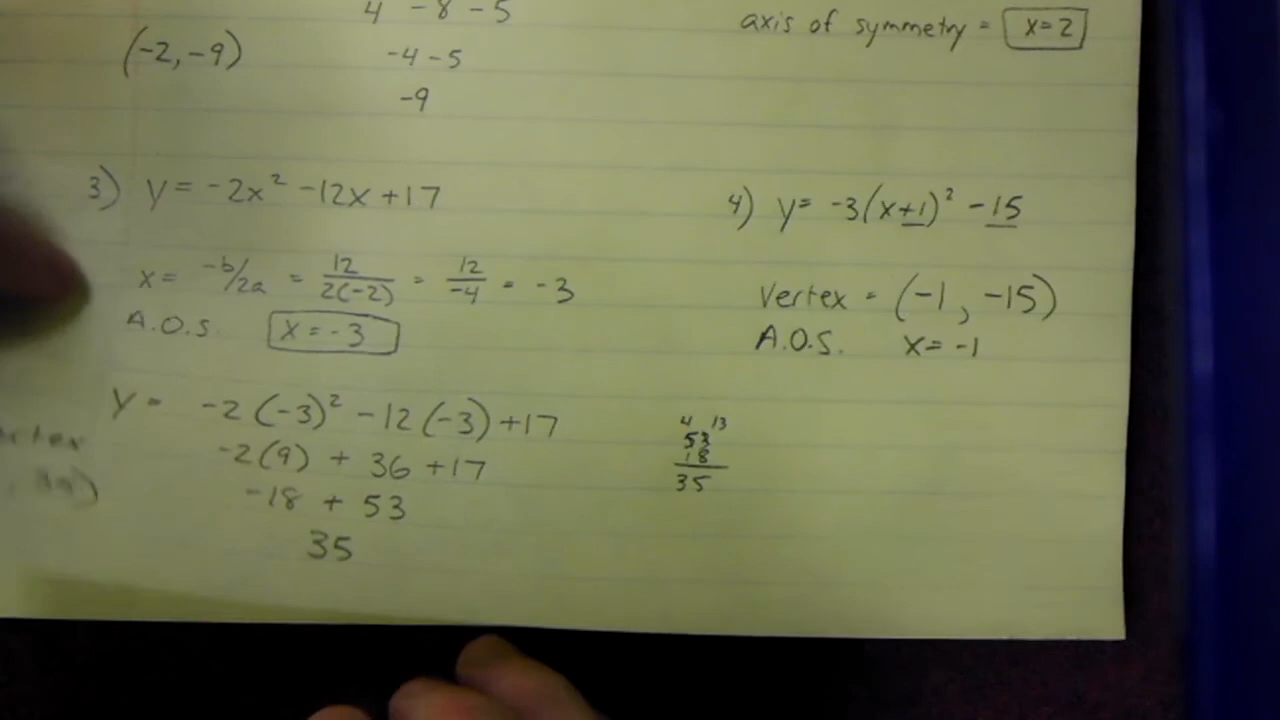 4 - 8 - 5
(-2, -9)
-4 - 5
-9
axis of symmetry = x=2
3) y = -2x² -12x +17
x = -b/2a = 12/2(-2) = 12/-4 = -3
A.O.S. x = -3
y = -2(-3)² -12(-3) +17
-2(9) + 36 +17
-18 + 53
35
4) y = -3(x+1)² -15
Vertex = (-1, -15)
A.O.S. x = -1
4 13
53
18
35